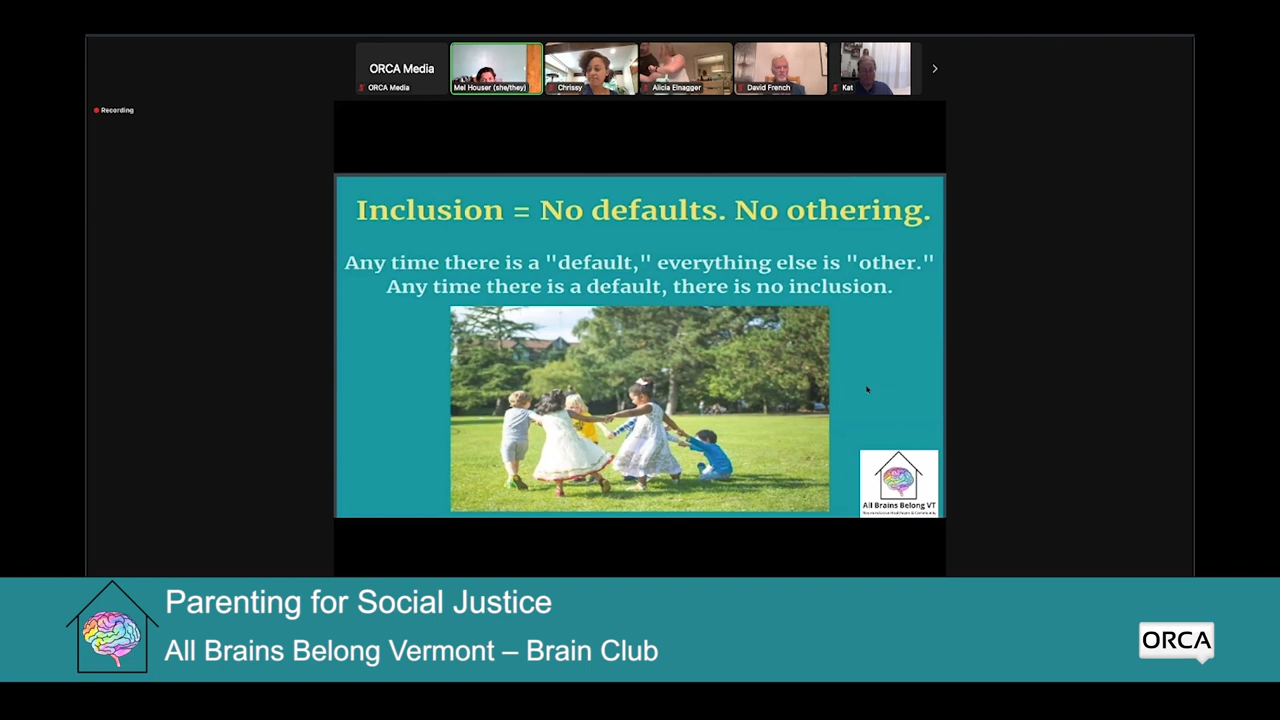 ORCA Media
ORCA Media
Mel Houser (she/they)
Chrissy
Alicia Elnagger
David French
Kat
Recording
Inclusion = No defaults. No othering.
Any time there is a "default," everything else is "other."
Any time there is a default, there is no inclusion.
All Brains Belong VT
Parenting for Social Justice
All Brains Belong Vermont – Brain Club
ORCA